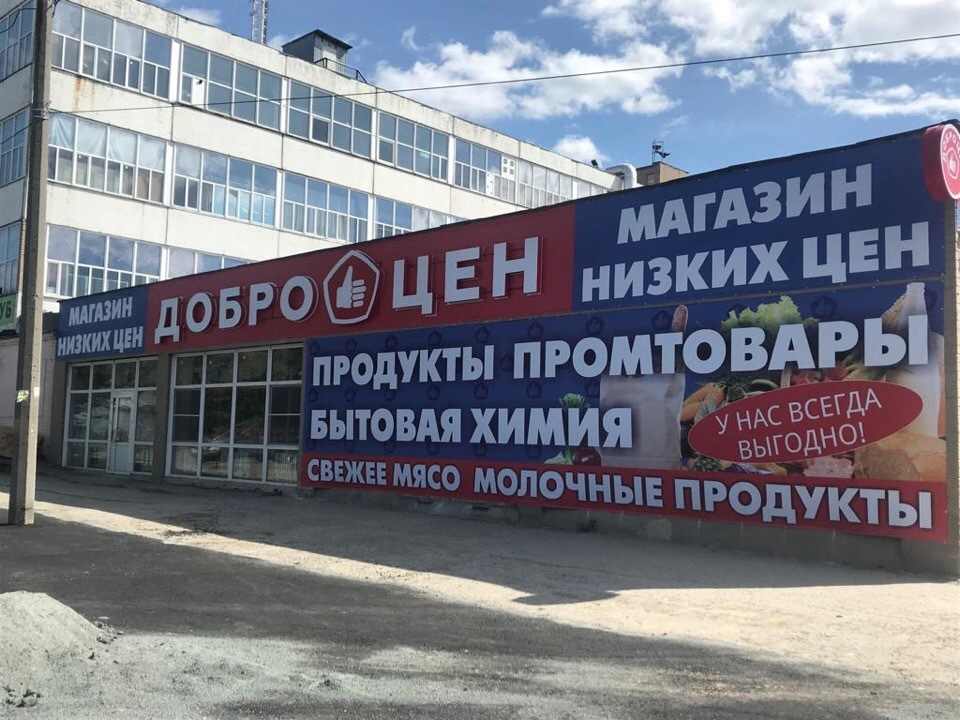 МАГАЗИН
НИЗКИХ ЦЕН
ДОБРО ЦЕН
МАГАЗИН
НИЗКИХ ЦЕН
ПРОДУКТЫ ПРОМТОВАРЫ
БЫТОВАЯ ХИМИЯ
У НАС ВСЕГДА
ВЫГОДНО!
СВЕЖЕЕ МЯСО МОЛОЧНЫЕ ПРОДУКТЫ